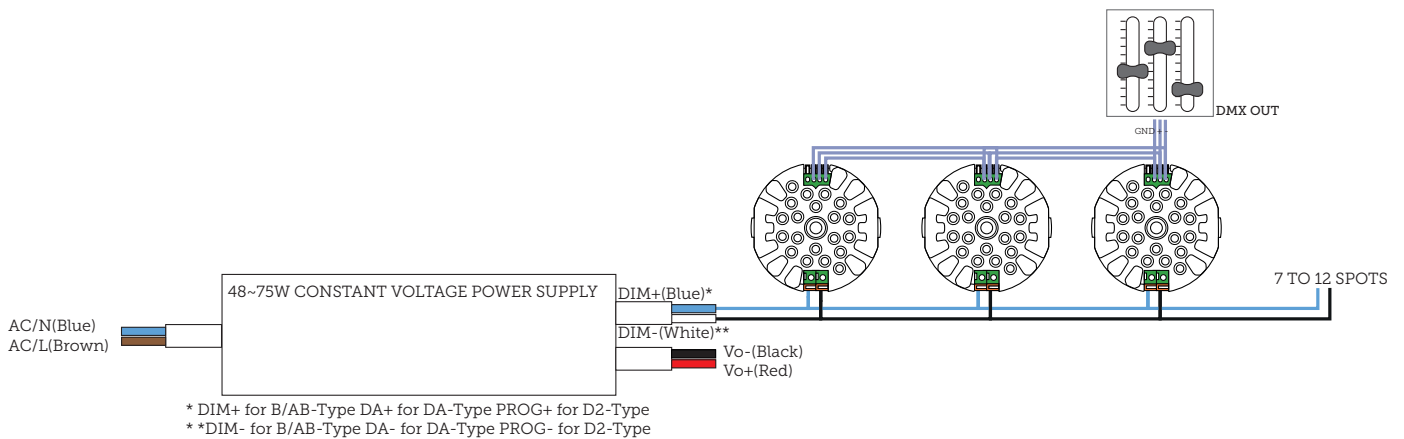 DMX OUT
GND + -
7 TO 12 SPOTS
48~75W CONSTANT VOLTAGE POWER SUPPLY
DIM+(Blue)*
AC/N(Blue)
AC/L(Brown)
DIM-(White)**
Vo-(Black)
Vo+(Red)
* DIM+ for B/AB-Type DA+ for DA-Type PROG+ for D2-Type
* *DIM- for B/AB-Type DA- for DA-Type PROG- for D2-Type